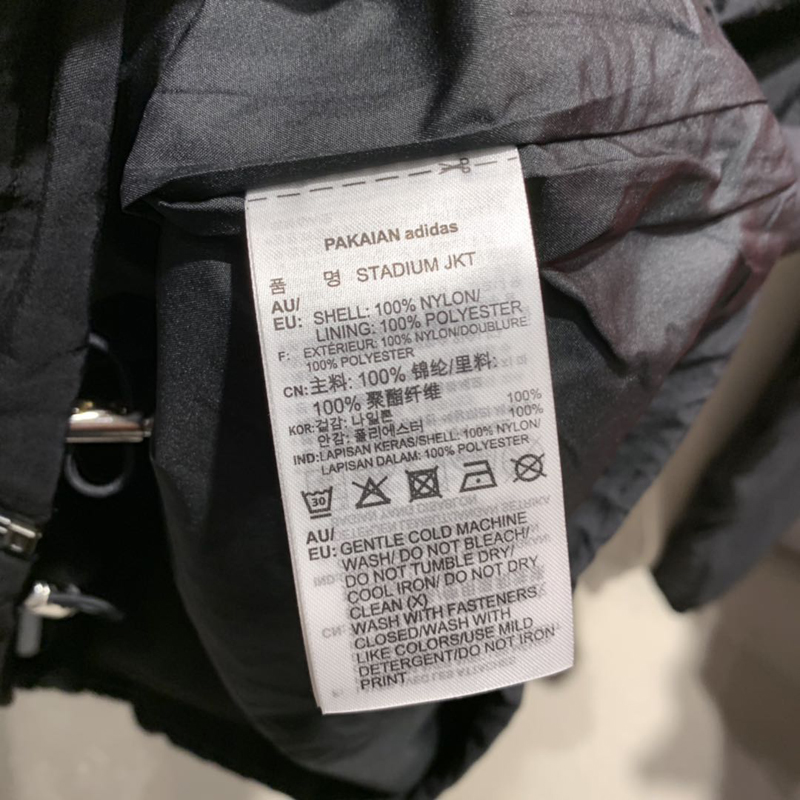 PAKAIAN adidas
품 명 STADIUM JKT
AU/
EU: SHELL: 100% NYLON/
LINING: 100% POLYESTER
F: EXTÉRIEUR: 100% NYLON/DOUBLURE:
100% POLYESTER
CN:主料: 100% 锦纶/里料:
100% 聚酯纤维
KOR:겉감: 나일론 100%
안감: 폴리에스터 100%
IND:LAPISAN KERAS/SHELL: 100% NYLON/
LAPISAN DALAM: 100% POLYESTER
30
AU/
EU: GENTLE COLD MACHINE
WASH/ DO NOT BLEACH/
DO NOT TUMBLE DRY/
COOL IRON/ DO NOT DRY
CLEAN (X)
WASH WITH FASTENERS
CLOSED/WASH WITH
LIKE COLORS/USE MILD
DETERGENT/DO NOT IRON
PRINT